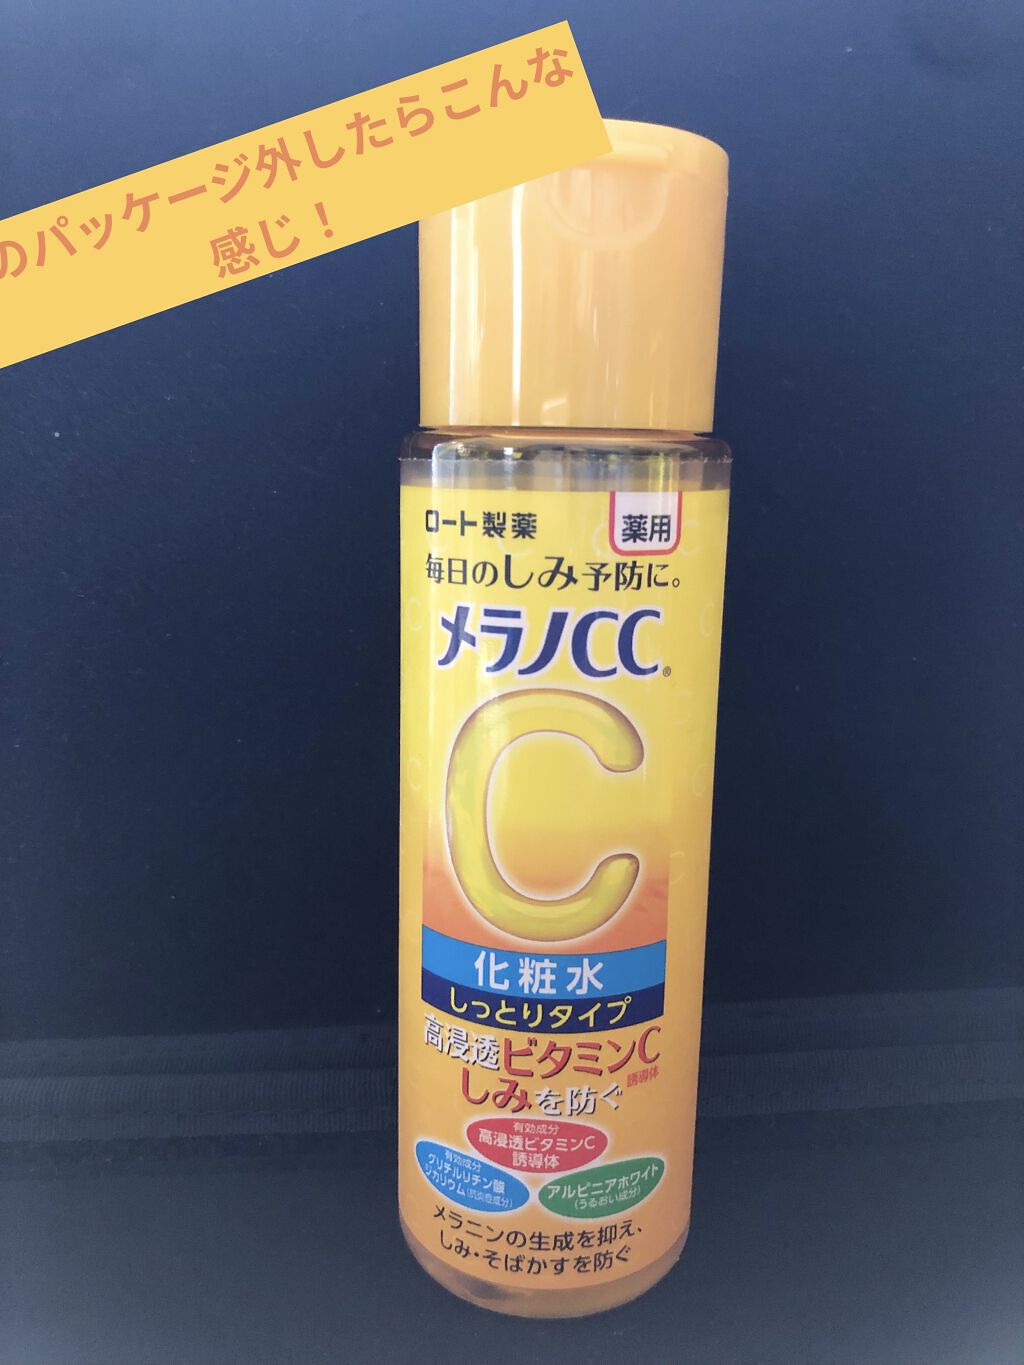 のパッケージ外したらこんな
感じ！
ロート製薬
薬用
毎日のしみ予防に。
メラノCC®
C
化粧水
しっとりタイプ
高浸透ビタミンC
誘導体
しみを防ぐ
有効成分
高浸透ビタミンC
誘導体
有効成分
グリチルリチン酸
ジカリウム(抗炎症成分)
アルピニアホワイト
(うるおい成分)
メラニンの生成を抑え、
しみ・そばかすを防ぐ